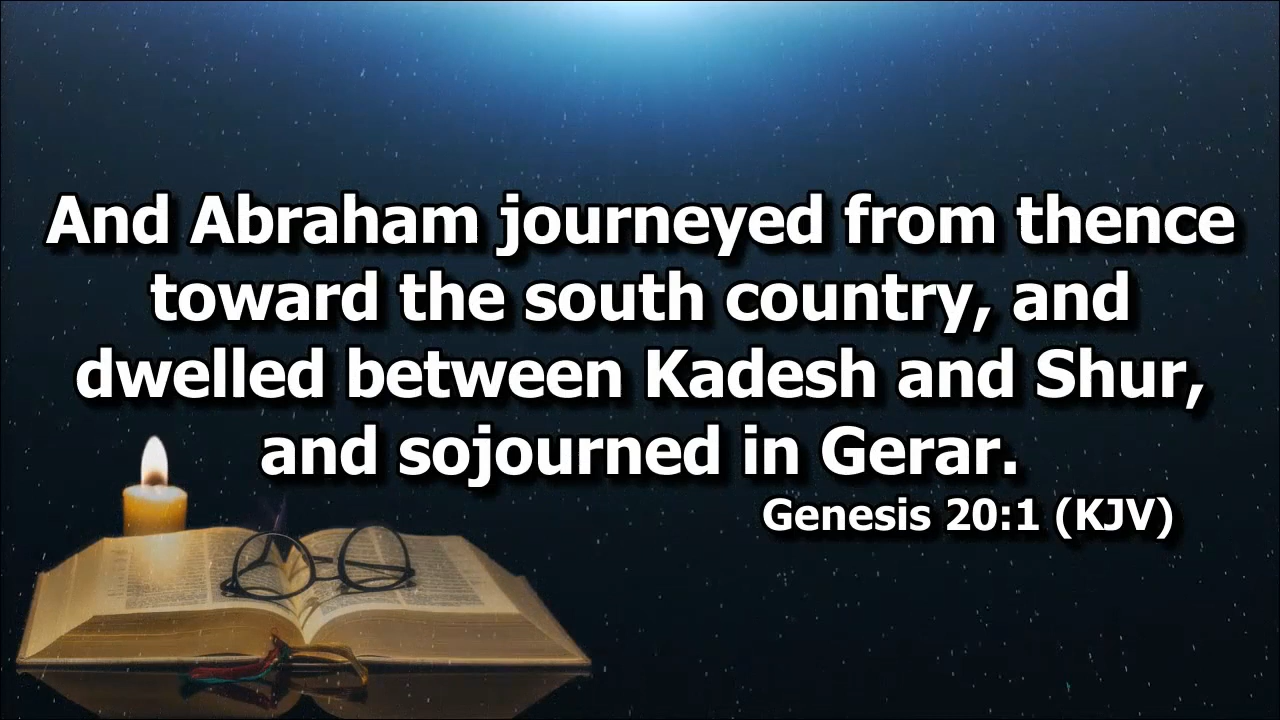 And Abraham journeyed from thence
toward the south country, and
dwelled between Kadesh and Shur,
and sojourned in Gerar.
Genesis 20:1 (KJV)